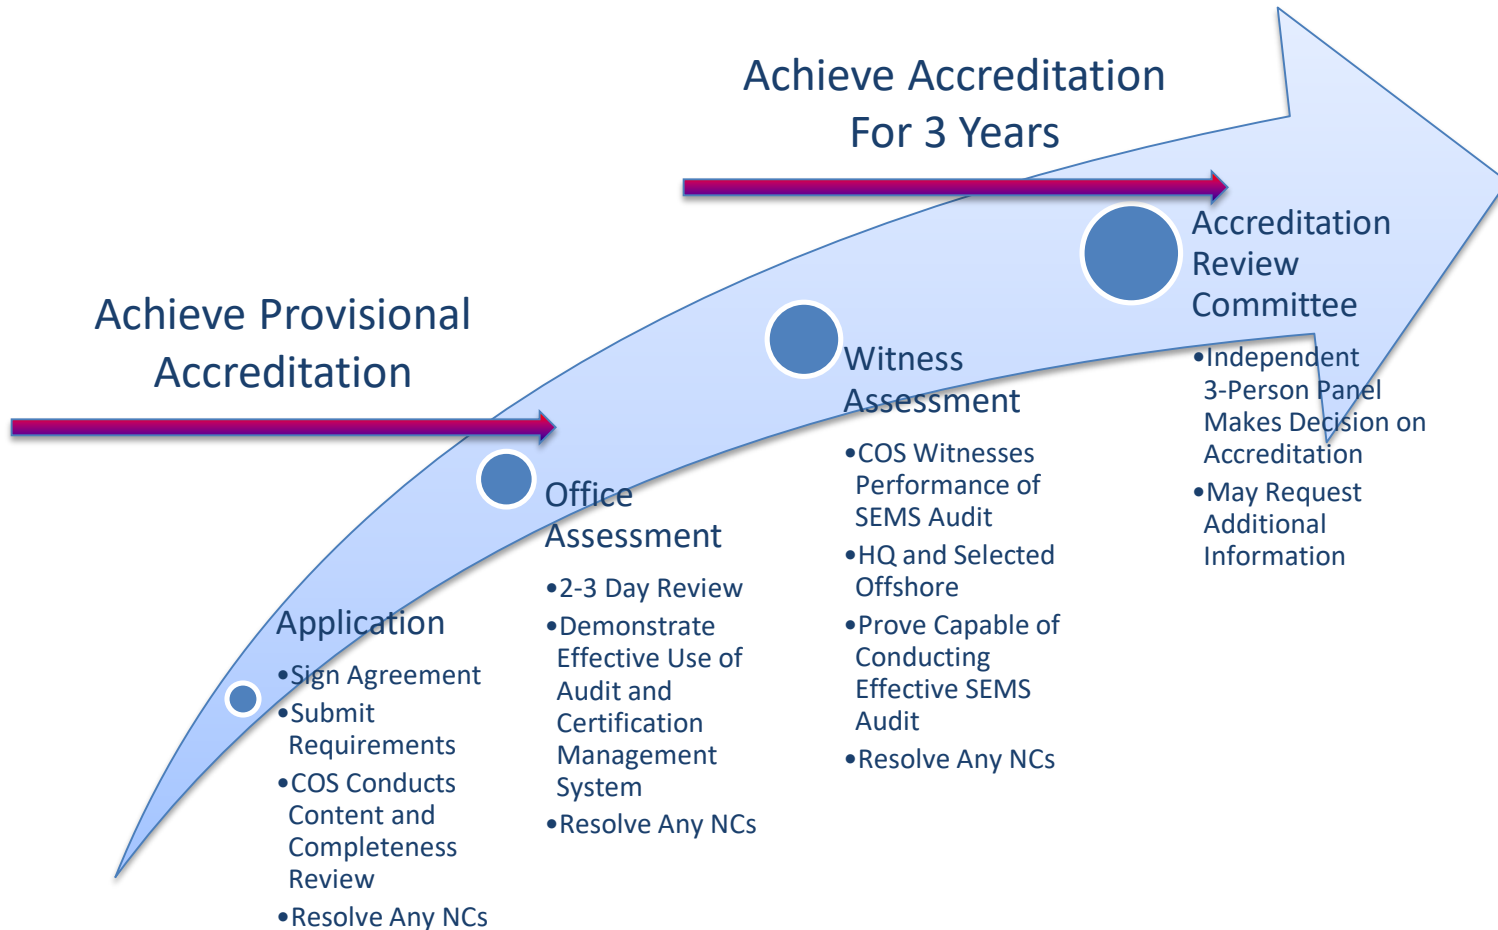 Achieve Accreditation
For 3 Years
Achieve Provisional
Accreditation
Application
•Sign Agreement
•Submit
Requirements
•COS Conducts
Content and
Completeness
Review
•Resolve Any NCs
Office
Assessment
•2-3 Day Review
•Demonstrate
Effective Use of
Audit and
Certification
Management
System
•Resolve Any NCs
Witness
Assessment
•COS Witnesses
Performance of
SEMS Audit
•HQ and Selected
Offshore
•Prove Capable of
Conducting
Effective SEMS
Audit
•Resolve Any NCs
Accreditation
Review
Committee
•Independent
3-Person Panel
Makes Decision on
Accreditation
•May Request
Additional
Information